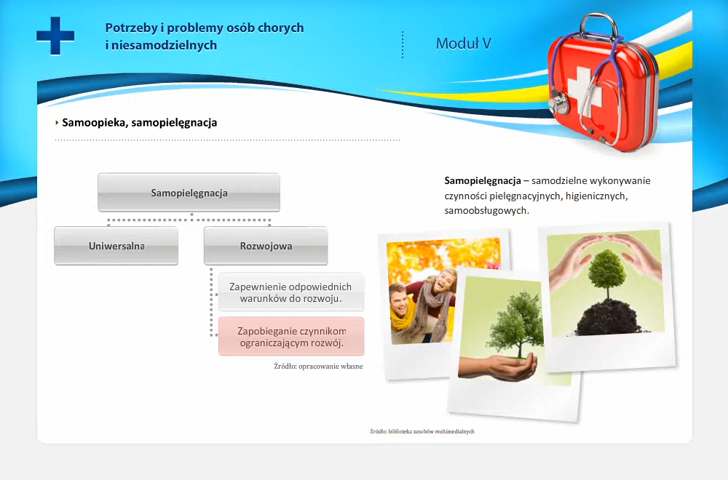 Potrzeby i problemy osób chorych
i niesamodzielnych
Moduł V
Samoopieka, samopielęgnacja
Samopielęgnacja – samodzielne wykonywanie
czynności pielęgnacyjnych, higienicznych,
samoobsługowych.
Samopielęgnacja
Uniwersalna
Rozwojowa
Zapewnienie odpowiednich
warunków do rozwoju.
Zapobieganie czynnikom
ograniczającym rozwój.
Źródło: opracowanie własne
Źródło: biblioteka zasobów multimedialnych